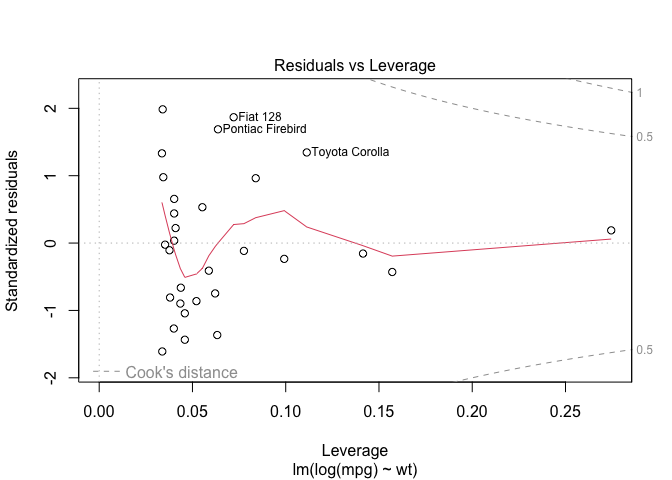 Residuals vs Leverage
Standardized residuals
2
1
0
-1
-2
Fiat 128
Pontiac Firebird
Toyota Corolla
1
0.5
0.5
Cook's distance
0.00 0.05 0.10 0.15 0.20 0.25
Leverage
lm(log(mpg) ~ wt)